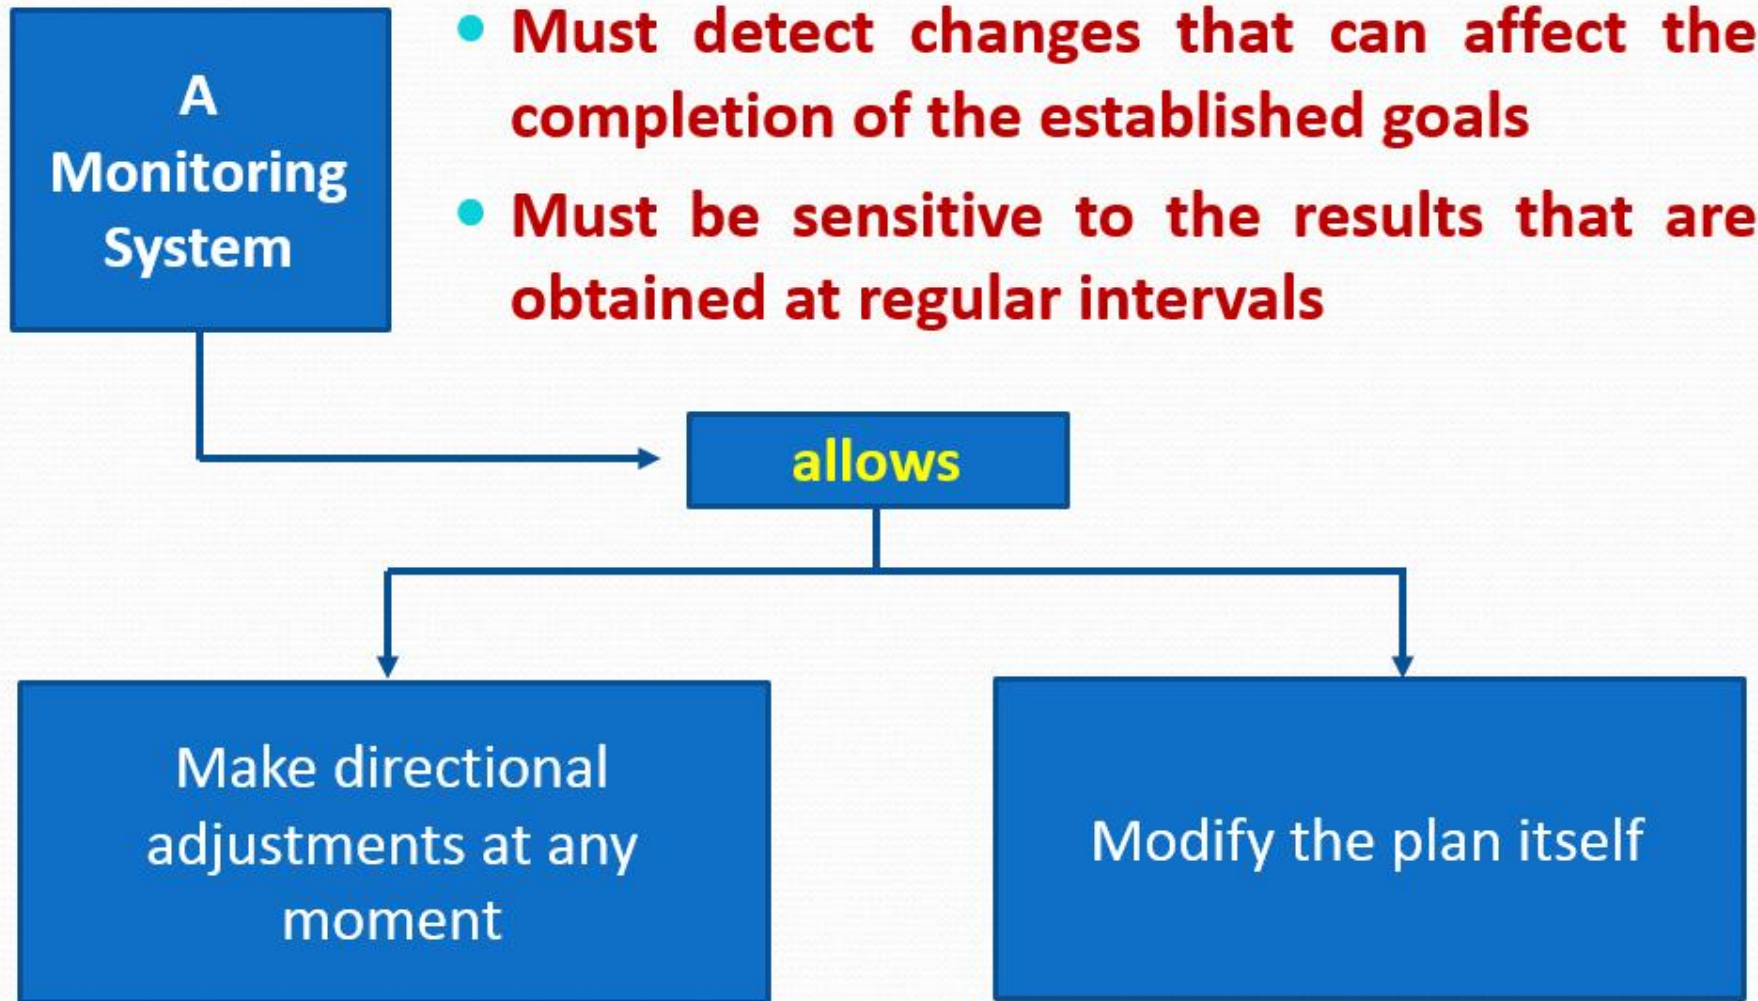 A
Monitoring
System
• Must detect changes that can affect the
completion of the established goals
• Must be sensitive to the results that are
obtained at regular intervals
allows
Make directional
adjustments at any
moment
Modify the plan itself